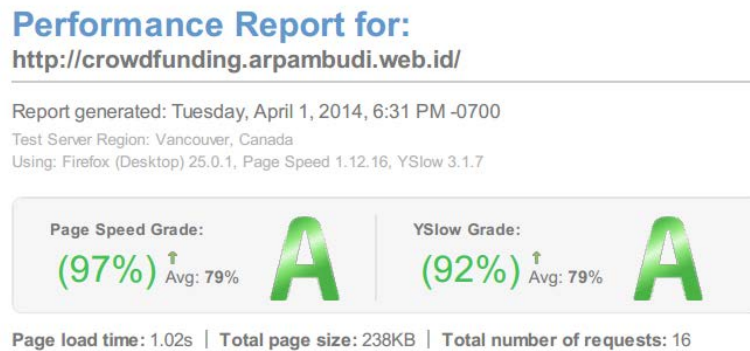 Performance Report for:
http://crowdfunding.arpambudi.web.id/
Report generated: Tuesday, April 1, 2014, 6:31 PM -0700
Test Server Region: Vancouver, Canada
Using: Firefox (Desktop) 25.0.1, Page Speed 1.12.16, YSlow 3.1.7
Page Speed Grade:
(97%) Avg: 79% A
YSlow Grade:
(92%) Avg: 79% A
Page load time: 1.02s | Total page size: 238KB | Total number of requests: 16